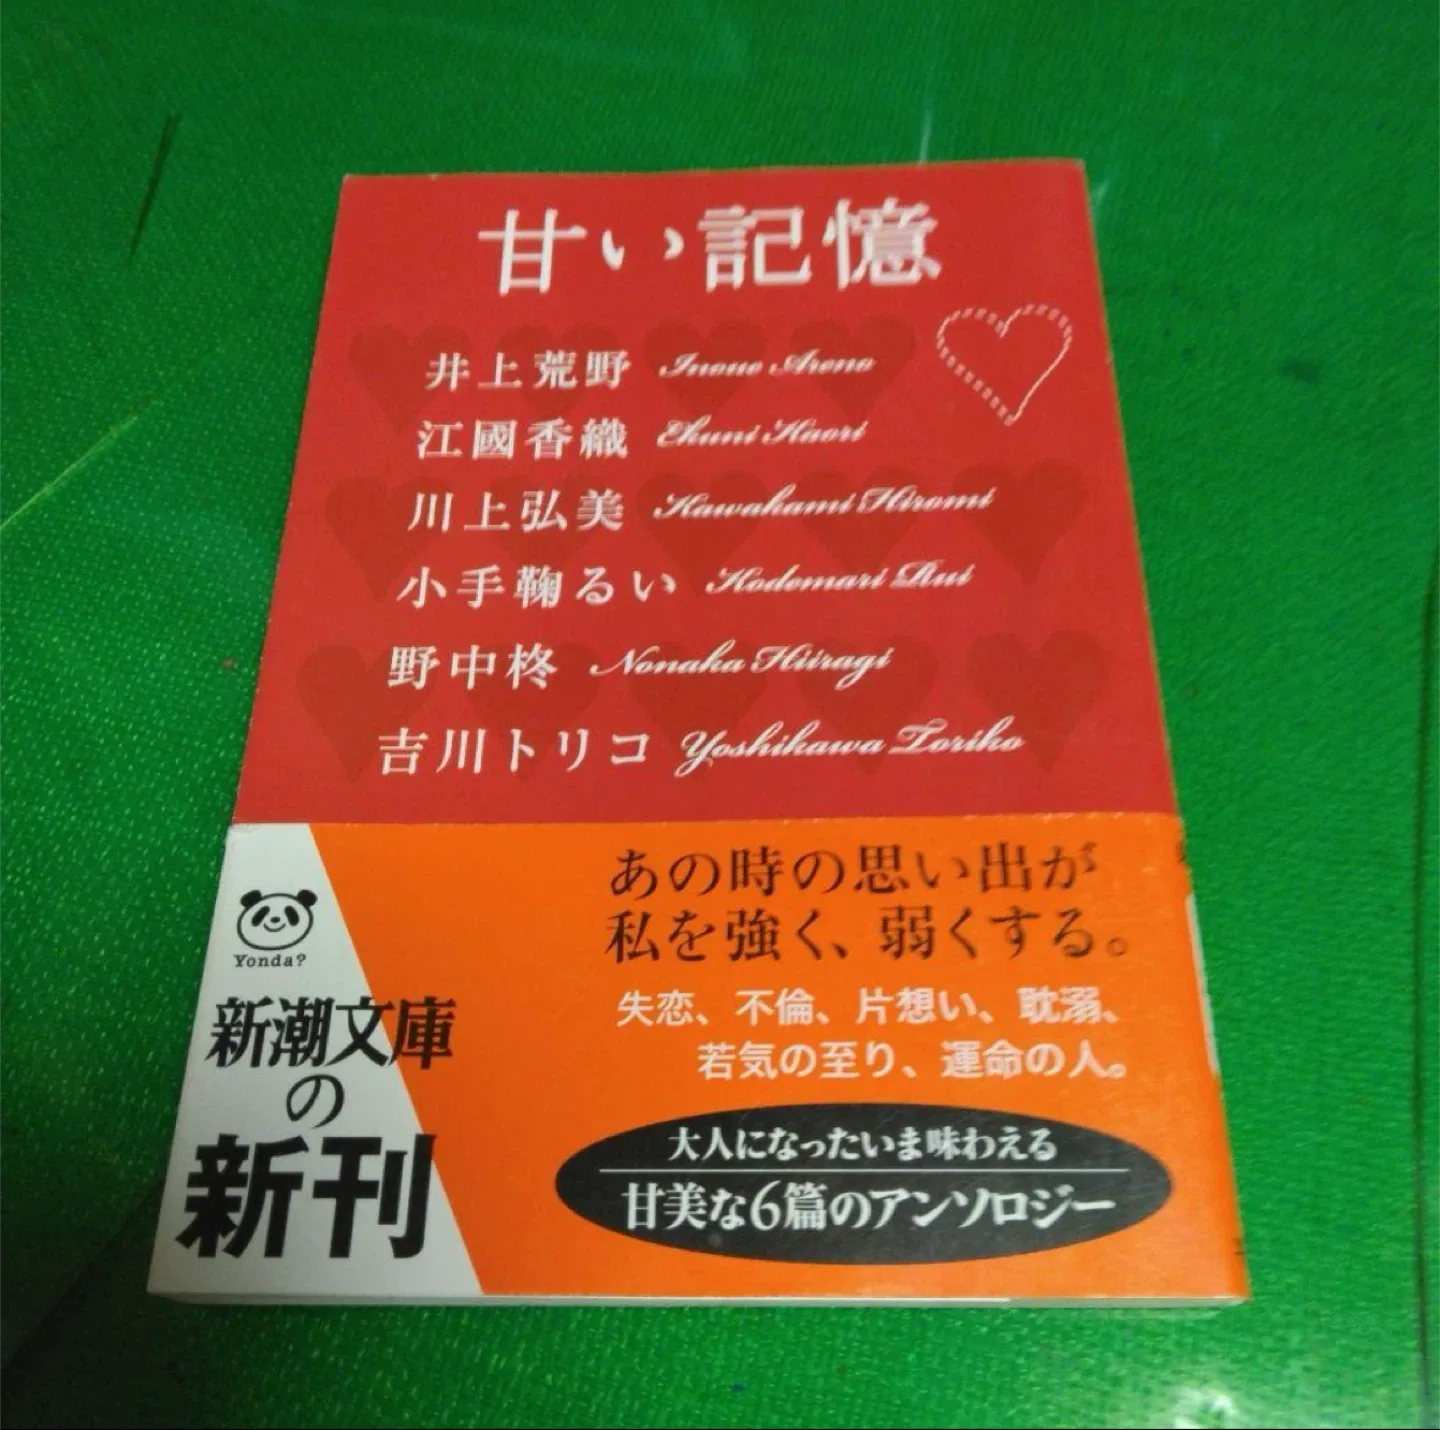 甘い記憶
井上荒野 Inoue Areno
江國香織 Ekuni Kaori
川上弘美 Kawakami Hiromi
小手鞠るい Kodemari Rui
野中柊 Nonaka Hiiragi
吉川トリコ Yoshikawa Toriko
あの時の思い出が
私を強く、弱くする。
失恋、不倫、片想い、耽溺、
若気の至り、運命の人。
大人になったいま味わえる
甘美な6篇のアンソロジー
Yonda?
新潮文庫
の
新刊